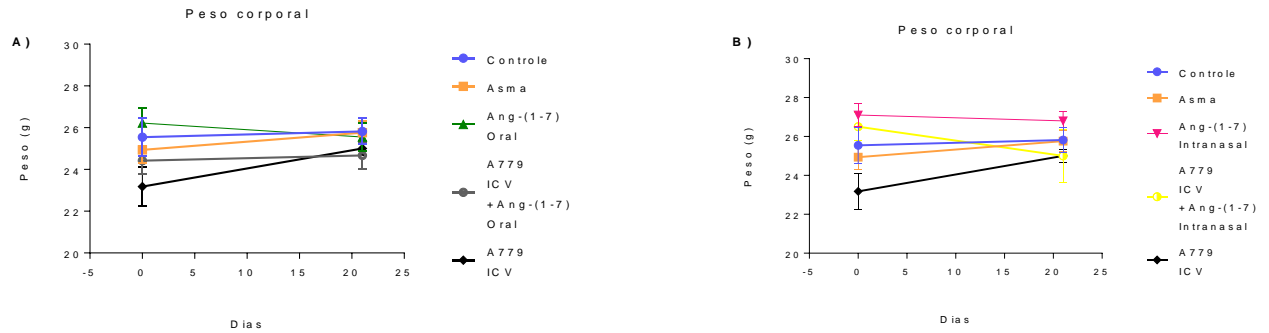 Peso corporal
A)
30
28
26
24
22
20
Peso (g)
-5 0 5 10 15 20 25
Dias
Controle
Asma
Ang-(1-7)
Oral
A779
ICV
+Ang-(1-7)
Oral
A779
ICV
Peso corporal
B)
30
28
26
24
22
20
Peso (g)
-5 0 5 10 15 20 25
Dias
Controle
Asma
Ang-(1-7)
Intranasal
A779
ICV
+Ang-(1-7)
Intranasal
A779
ICV